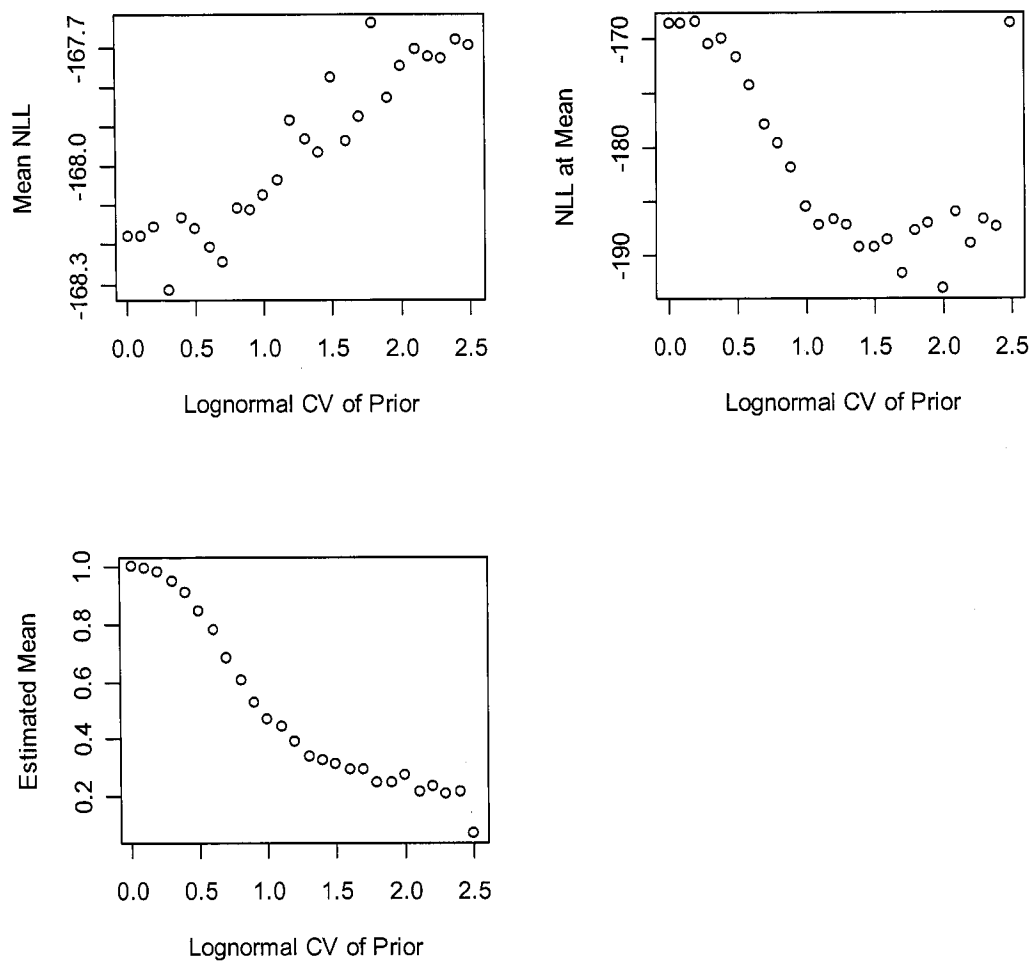 Mean NLL
-167.7
-168.0
-168.3
0.0 0.5 1.0 1.5 2.0 2.5
Lognormal CV of Prior
NLL at Mean
-170
-180
-190
0.0 0.5 1.0 1.5 2.0 2.5
Lognormal CV of Prior
Estimated Mean
1.0
0.8
0.6
0.4
0.2
0.0 0.5 1.0 1.5 2.0 2.5
Lognormal CV of Prior